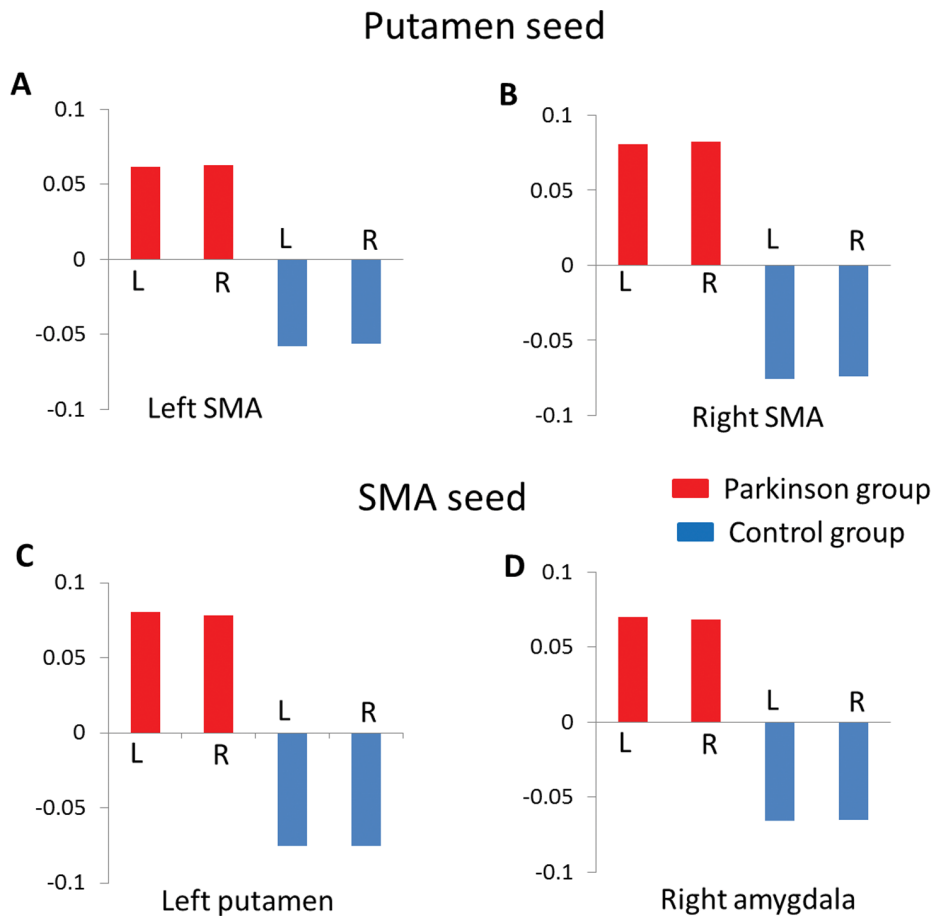 Putamen seed
A
0.1
0.05
0
-0.05
-0.1
L
R
L
R
Left SMA
B
0.1
0.05
0
-0.05
-0.1
L
R
L
R
Right SMA
SMA seed
Parkinson group
Control group
C
0.1
0.05
0
-0.05
-0.1
L
R
L
R
Left putamen
D
0.1
0.05
0
-0.05
-0.1
L
R
L
R
Right amygdala